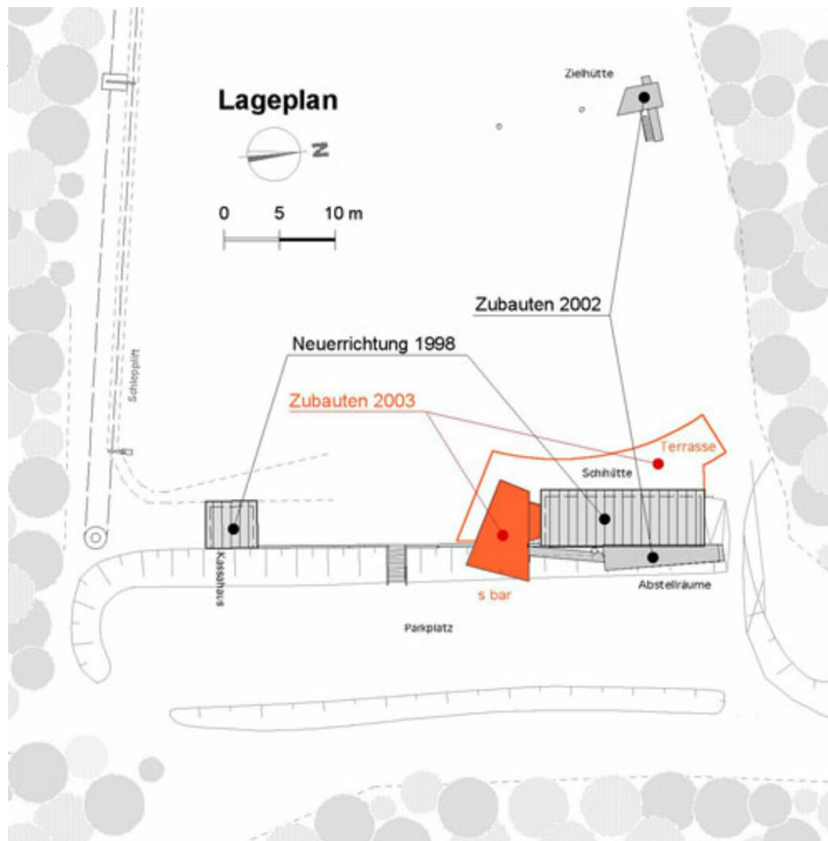 Zielhütte
Lageplan
N
0 5 10 m
Zubauten 2002
Neuerrichtung 1998
Schlepplift
Zubauten 2003
Terrasse
Schihütte
Kassahaus
Abstellräume
s bar
Parkplatz